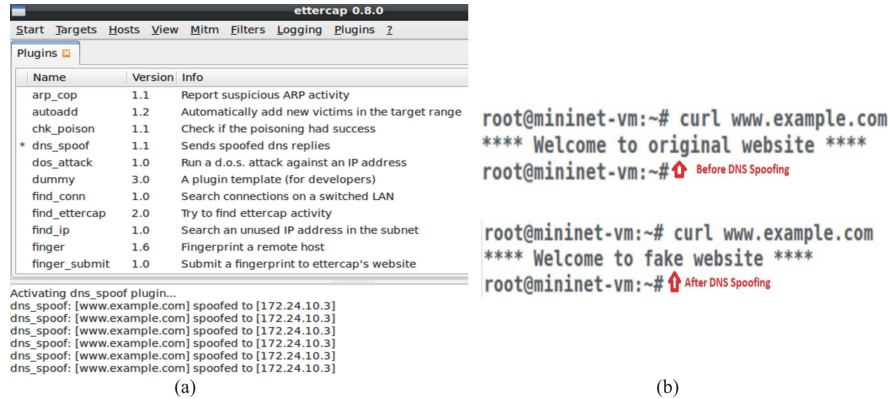 ettercap 0.8.0
Start Targets Hosts View Mitm Filters Logging Plugins ?
Plugins
Name Version Info
arp_cop 1.1 Report suspicious ARP activity
autoadd 1.2 Automatically add new victims in the target range
chk_poison 1.1 Check if the poisoning had success
* dns_spoof 1.1 Sends spoofed dns replies
dos_attack 1.0 Run a d.o.s. attack against an IP address
dummy 3.0 A plugin template (for developers)
find_conn 1.0 Search connections on a switched LAN
find_ettercap 2.0 Try to find ettercap activity
find_ip 1.0 Search an unused IP address in the subnet
finger 1.6 Fingerprint a remote host
finger_submit 1.0 Submit a fingerprint to ettercap's website
Activating dns_spoof plugin...
dns_spoof: [www.example.com] spoofed to [172.24.10.3]
dns_spoof: [www.example.com] spoofed to [172.24.10.3]
dns_spoof: [www.example.com] spoofed to [172.24.10.3]
dns_spoof: [www.example.com] spoofed to [172.24.10.3]
dns_spoof: [www.example.com] spoofed to [172.24.10.3]
dns_spoof: [www.example.com] spoofed to [172.24.10.3]
(a)
root@mininet-vm:~# curl www.example.com
**** Welcome to original website ****
root@mininet-vm:~# Before DNS Spoofing
root@mininet-vm:~# curl www.example.com
**** Welcome to fake website ****
root@mininet-vm:~# After DNS Spoofing
(b)